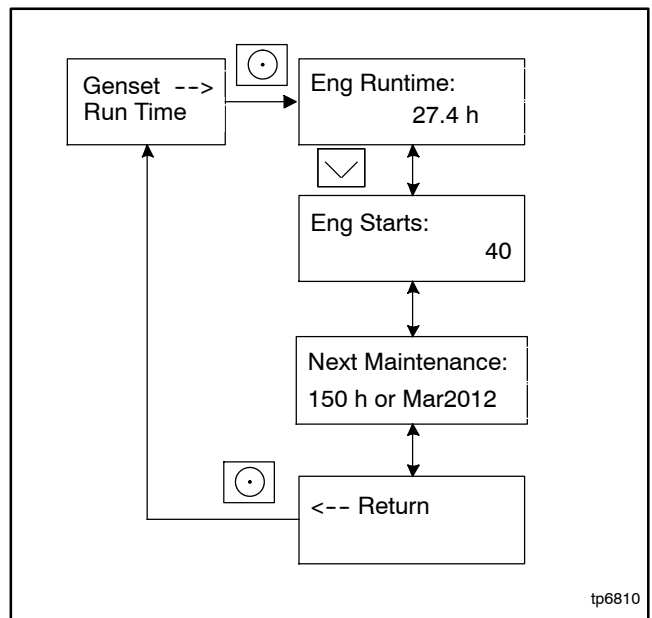 Genset -->
Run Time
Eng Runtime:
27.4 h
Eng Starts:
40
Next Maintenance:
150 h or Mar2012
<-- Return
tp6810